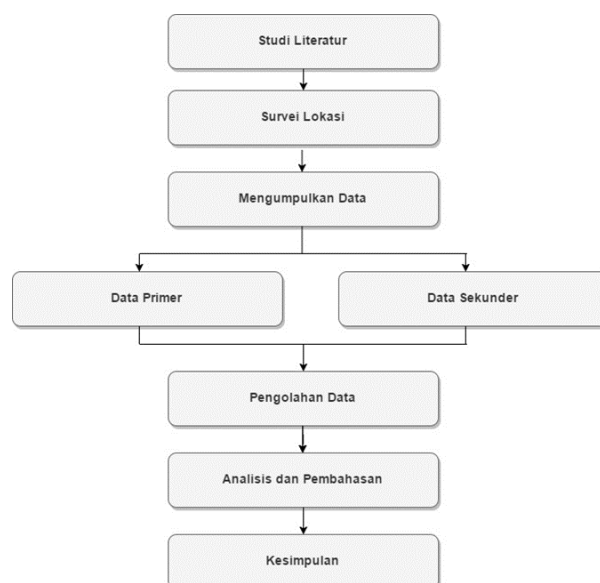 Studi Literatur
Survei Lokasi
Mengumpulkan Data
Data Primer
Data Sekunder
Pengolahan Data
Analisis dan Pembahasan
Kesimpulan